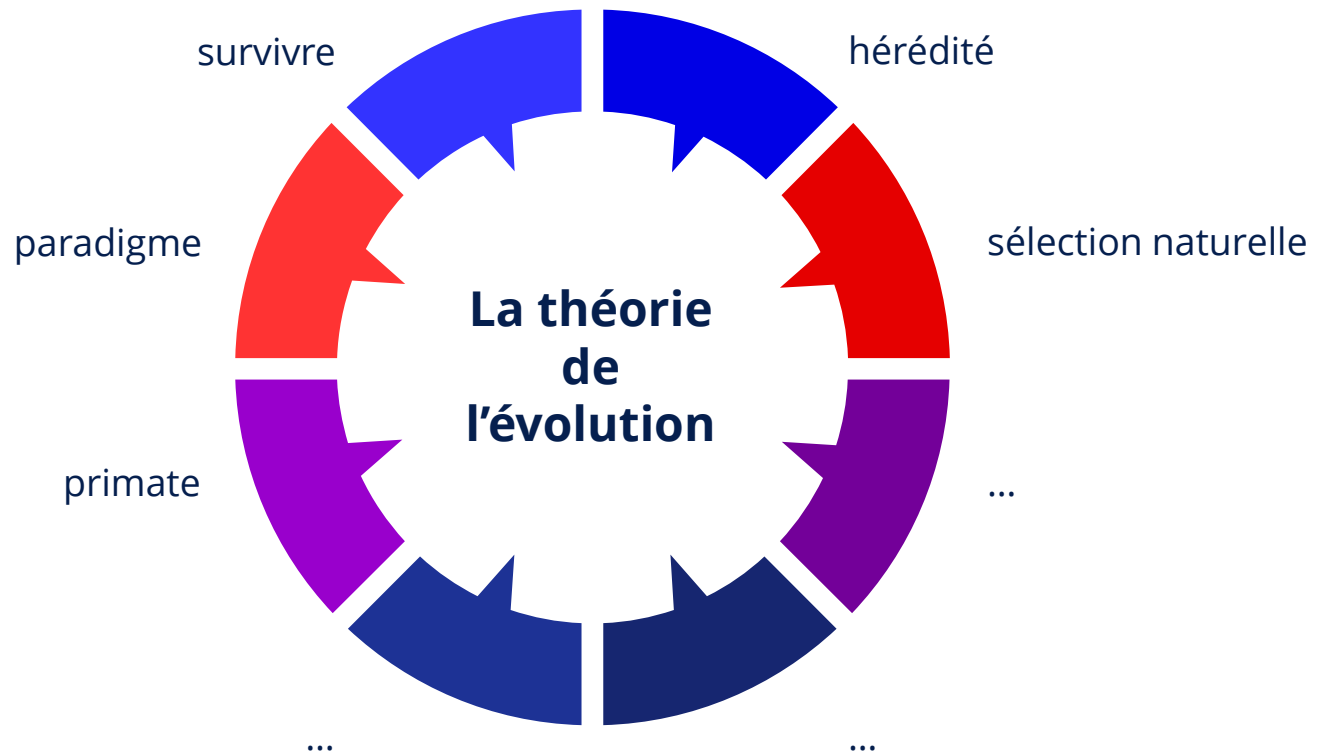 survivre
hérédité
paradigme
sélection naturelle
La théorie
de
l’évolution
primate
...
...
...